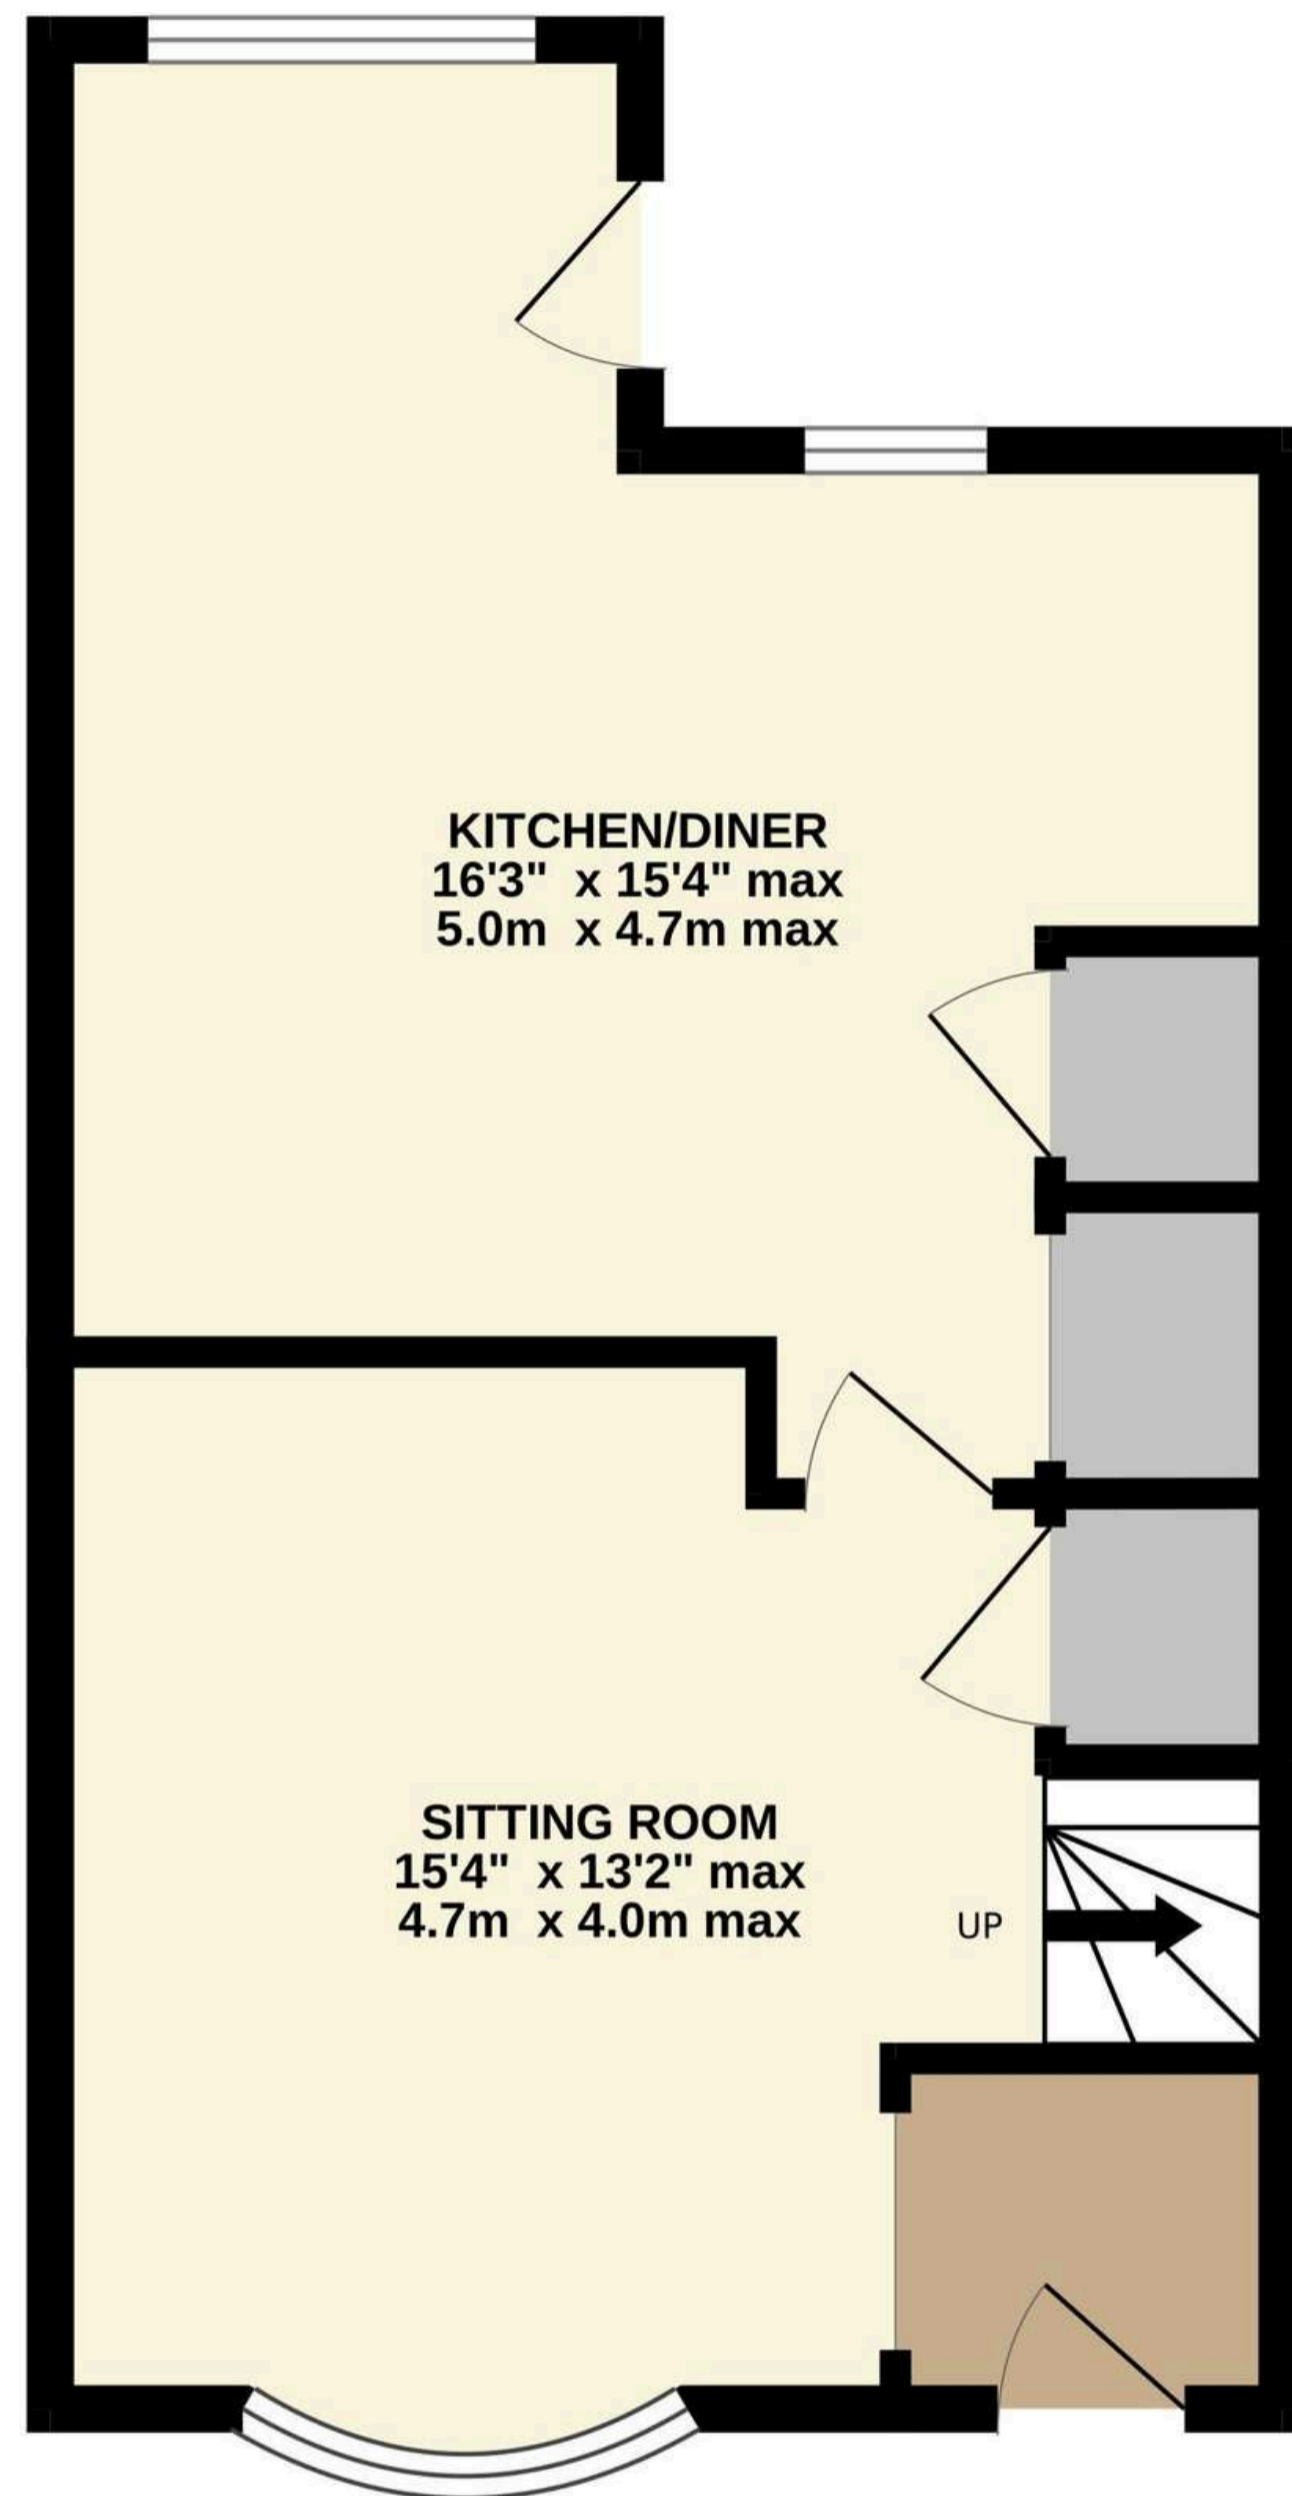 KITCHEN/DINER
16'3" x 15'4" max
5.0m x 4.7m max
SITTING ROOM
15'4" x 13'2" max
4.7m x 4.0m max
UP